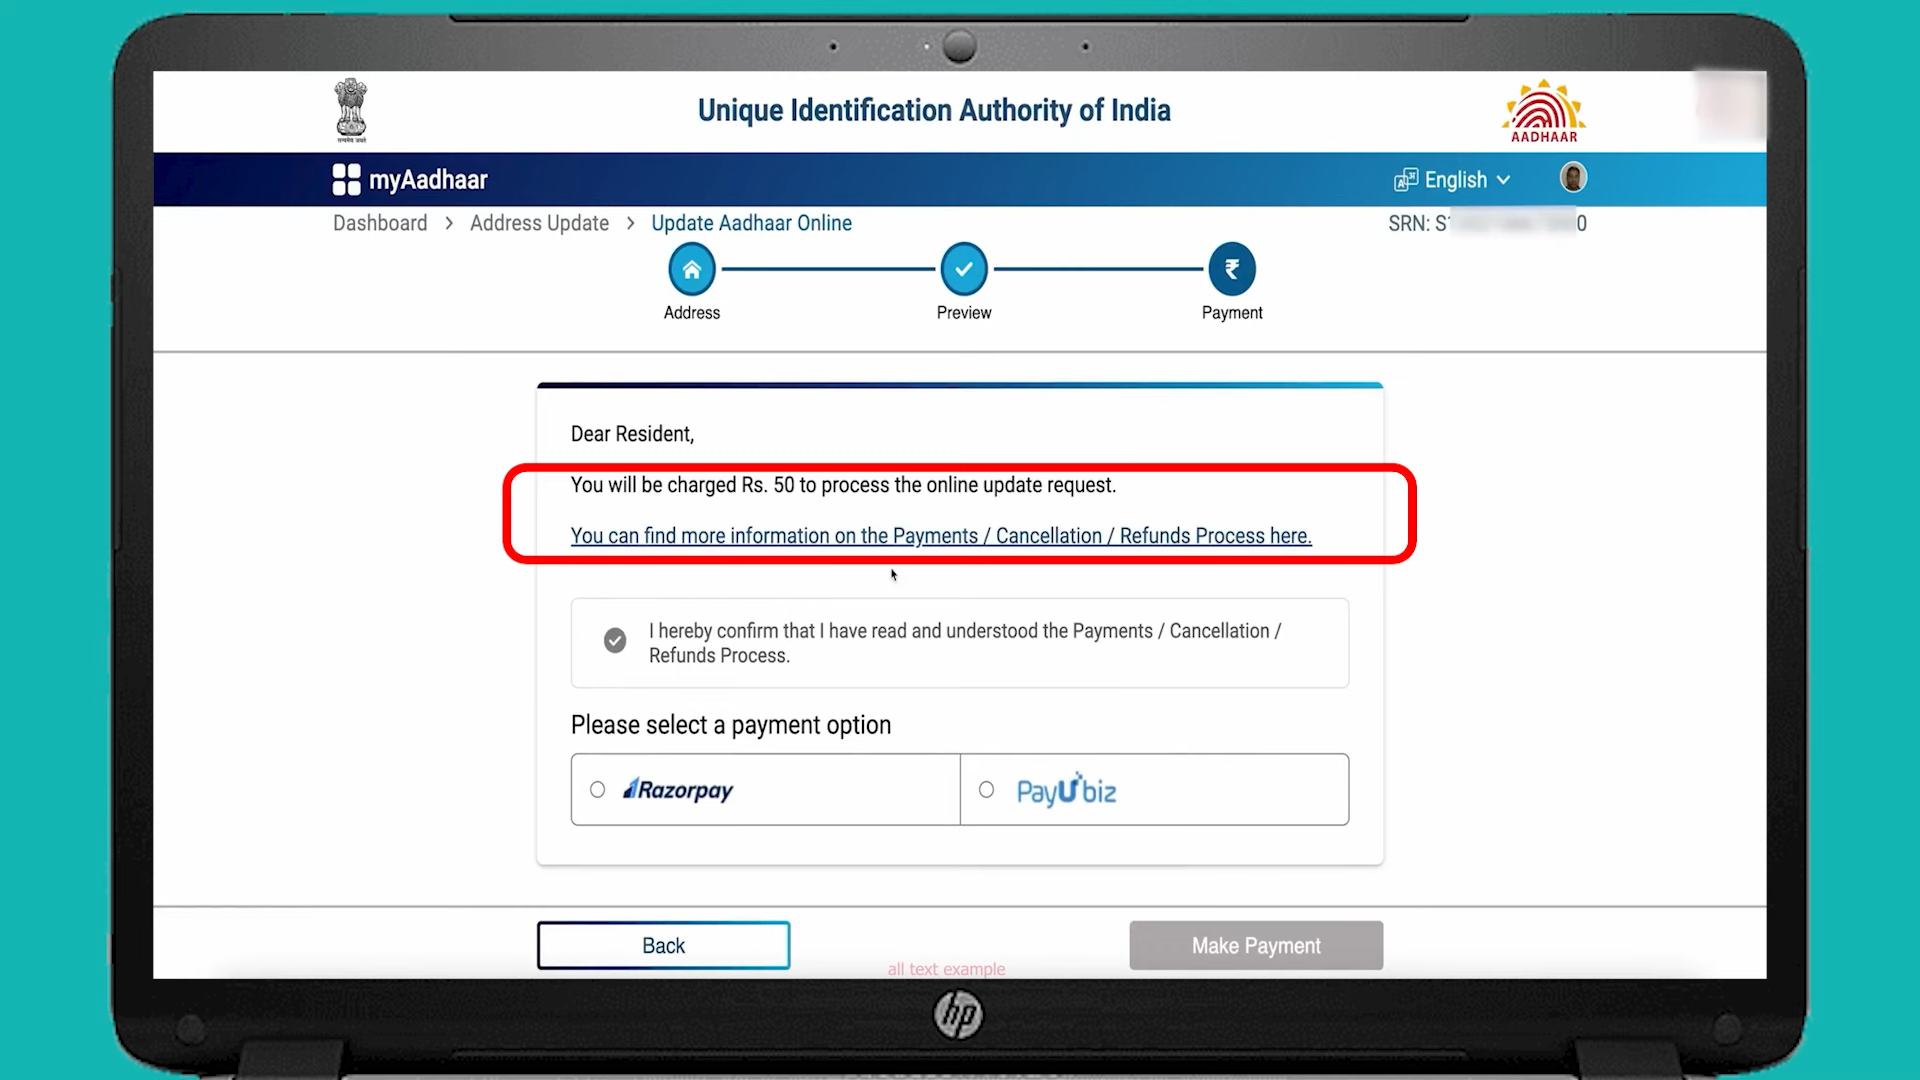 Unique Identification Authority of India
AADHAAR
myAadhaar
English
Dashboard > Address Update > Update Aadhaar Online
SRN: S 0
Address
Preview
Payment
Dear Resident,
You will be charged Rs. 50 to process the online update request.
You can find more information on the Payments / Cancellation / Refunds Process here.
I hereby confirm that I have read and understood the Payments / Cancellation /
Refunds Process.
Please select a payment option
Razorpay
PayUbiz
Back
Make Payment
all text example
hp